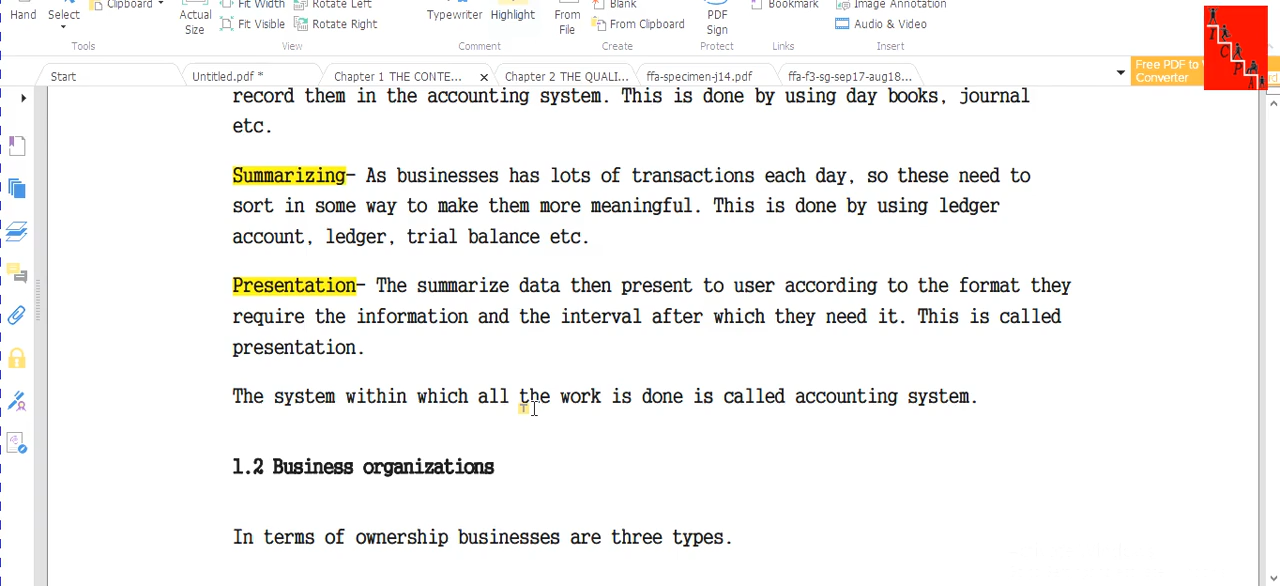 Fit Width
Rotate Left
Clipboard
Blank
Bookmark
Image Annotation
Hand
Select
Actual Size
Fit Visible
Rotate Right
Typewriter
Highlight
From File
From Clipboard
PDF Sign
Audio & Video
Tools
View
Comment
Create
Protect
Links
Insert
Start
Untitled.pdf *
Chapter 1 THE CONTE...
Chapter 2 THE QUALI...
ffa-specimen-j14.pdf
ffa-f3-sg-sep17-aug18...
Free PDF to
Converter
T
C
P
A
record them in the accounting system. This is done by using day books, journal
etc.
Summarizing- As businesses has lots of transactions each day, so these need to
sort in some way to make them more meaningful. This is done by using ledger
account, ledger, trial balance etc.
Presentation- The summarize data then present to user according to the format they
require the information and the interval after which they need it. This is called
presentation.
The system within which all the work is done is called accounting system.
1.2 Business organizations
In terms of ownership businesses are three types.